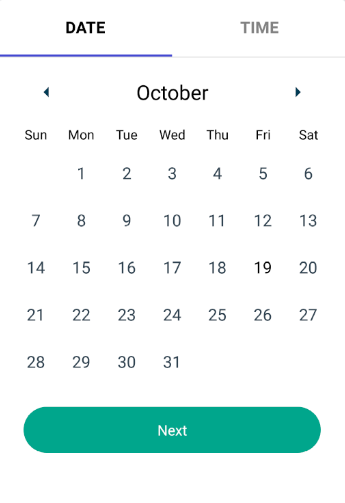 DATE TIME
October
Sun Mon Tue Wed Thu Fri Sat
1 2 3 4 5 6
7 8 9 10 11 12 13
14 15 16 17 18 19 20
21 22 23 24 25 26 27
28 29 30 31
Next